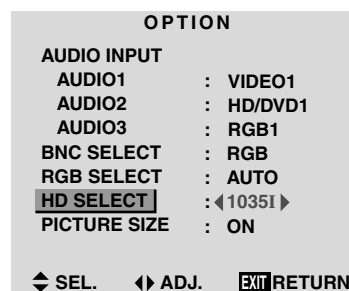 OPTION
AUDIO INPUT
AUDIO1 : VIDEO1
AUDIO2 : HD/DVD1
AUDIO3 : RGB1
BNC SELECT : RGB
RGB SELECT : AUTO
HD SELECT : 1035I
PICTURE SIZE : ON
SEL. ADJ. EXIT RETURN